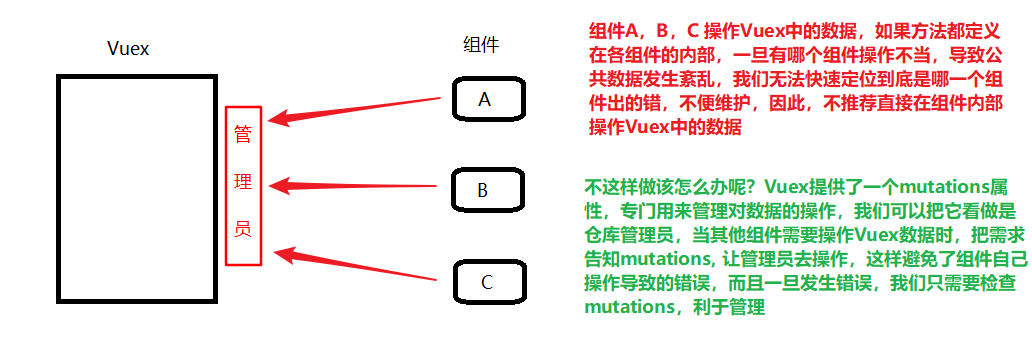 Vuex
组件
A
B
C
管
理
员
组件A，B，C 操作Vuex中的数据，如果方法都定义
在各组件的内部，一旦有哪个组件操作不当，导致公
共数据发生紊乱，我们无法快速定位到底是哪一个组
件出的错，不便维护，因此，不推荐直接在组件内部
操作Vuex中的数据
不这样做该怎么办呢？Vuex提供了一个mutations属
性，专门用来管理对数据的操作，我们可以把它看做是
仓库管理员，当其他组件需要操作Vuex数据时，把需求
告知mutations, 让管理员去操作，这样避免了组件自己
操作导致的错误，而且一旦发生错误，我们只需要检查
mutations，利于管理